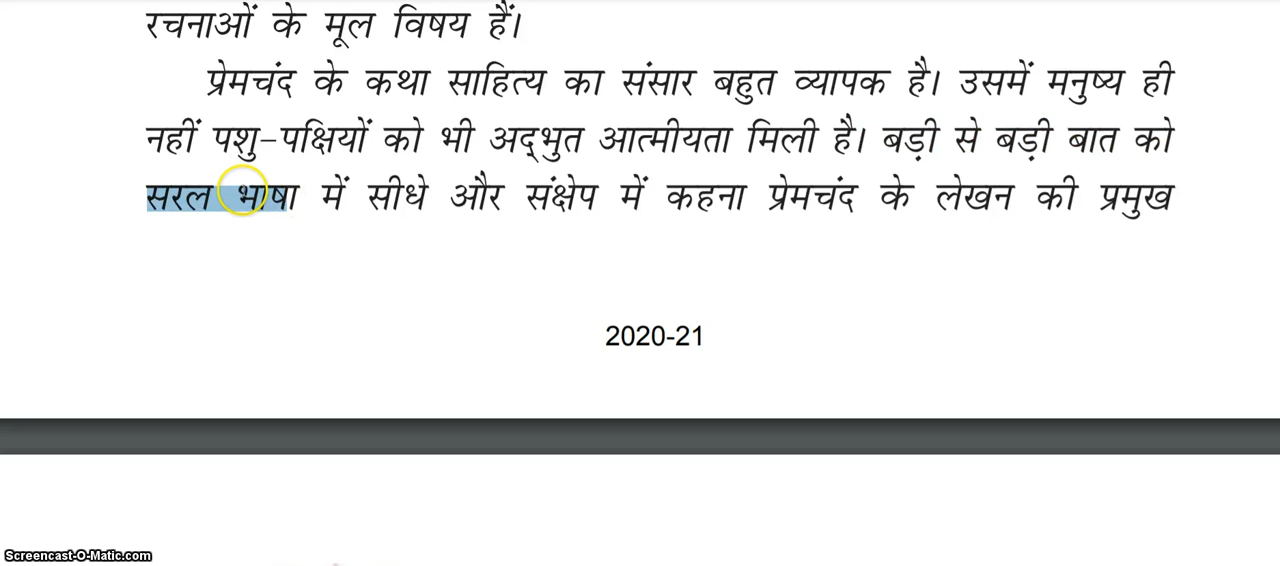 रचनाओं के मूल विषय हैं।
प्रेमचंद के कथा साहित्य का संसार बहुत व्यापक है। उसमें मनुष्य ही
नहीं पशु-पक्षियों को भी अद्‌भुत आत्मीयता मिली है। बड़ी से बड़ी बात को
सरल भाषा में सीधे और संक्षेप में कहना प्रेमचंद के लेखन की प्रमुख
2020-21
Screencast-O-Matic.com